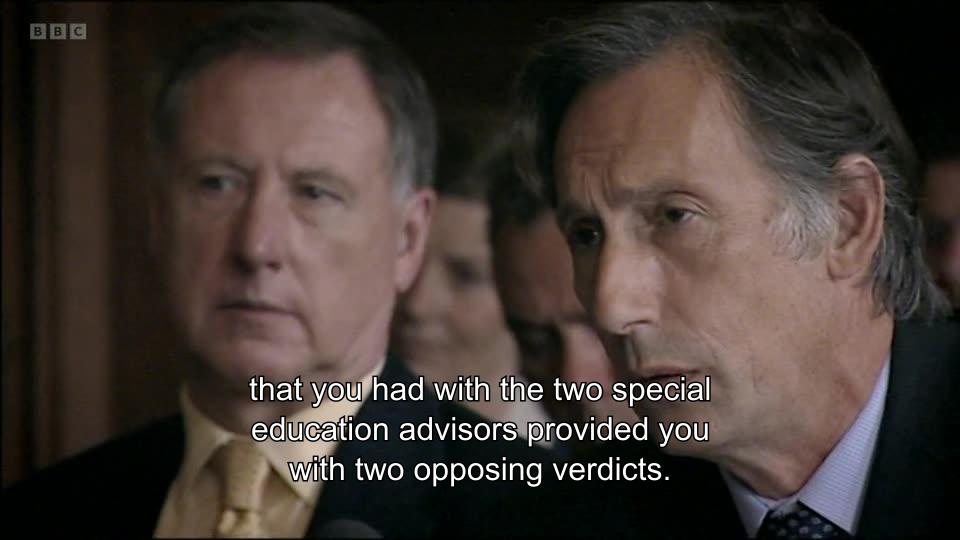 BBC
that you had with the two special
education advisors provided you
with two opposing verdicts.